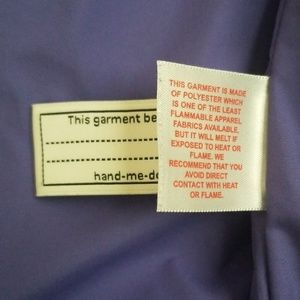 This garment be
hand-me-do
THIS GARMENT IS MADE
OF POLYESTER WHICH
IS ONE OF THE LEAST
FLAMMABLE APPAREL
FABRICS AVAILABLE,
BUT IT WILL MELT IF
EXPOSED TO HEAT OR
FLAME. WE
RECOMMEND THAT YOU
AVOID DIRECT
CONTACT WITH HEAT
OR FLAME.